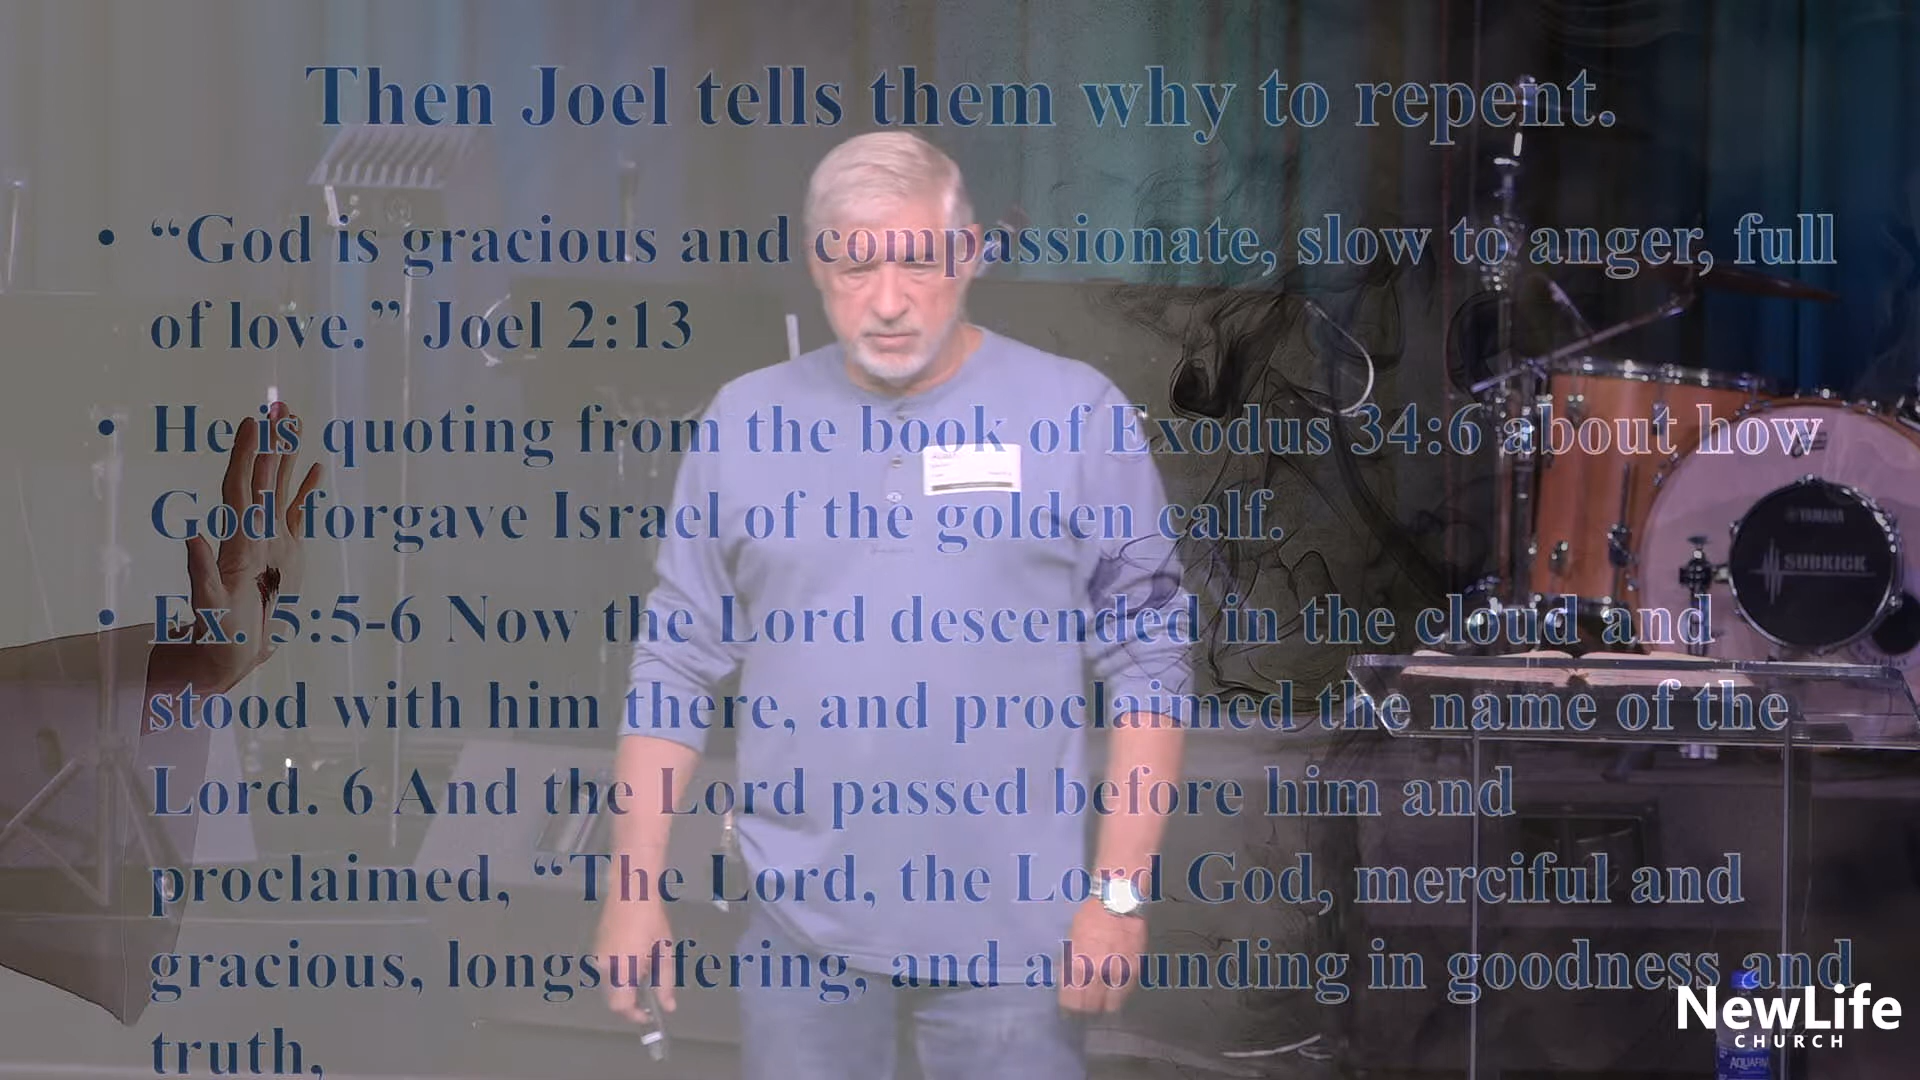 Then Joel tells them why to repent.
• “God is gracious and compassionate, slow to anger, full
of love.” Joel 2:13
• He is quoting from the book of Exodus 34:6 about how
God forgave Israel of the golden calf.
• Ex. 5:5-6 Now the Lord descended in the cloud and
stood with him there, and proclaimed the name of the
Lord. 6 And the Lord passed before him and
proclaimed, “The Lord, the Lord God, merciful and
gracious, longsuffering, and abounding in goodness and
truth,
YAMAHA
SUBKICK
NewLife
CHURCH
AQUAFINA